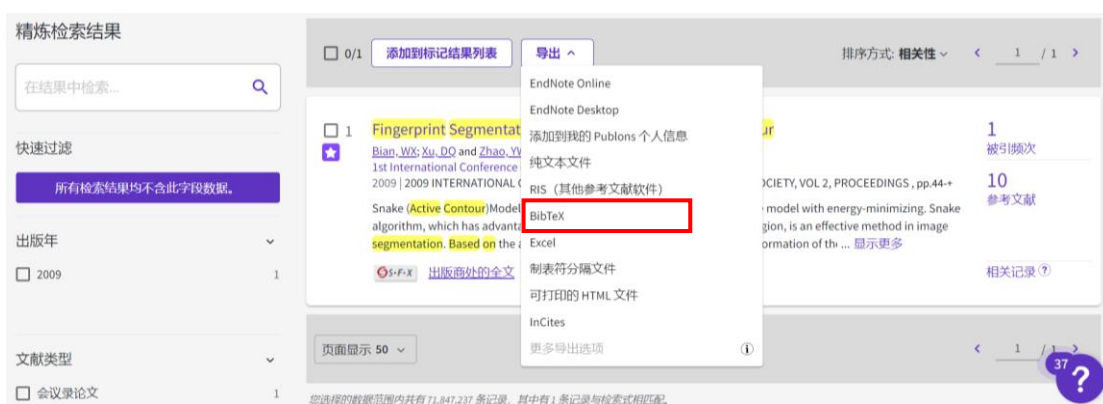 精炼检索结果
在结果中检索...
快速过滤
所有检索结果均不含此字段数据。
出版年
2009 1
文献类型
会议录论文 1
0/1 添加到标记结果列表 导出 排序方式: 相关性 1 / 1
EndNote Online
EndNote Desktop
添加到我的 Publons 个人信息
纯文本文件
RIS（其他参考文献软件）
BibTeX
Excel
制表符分隔文件
可打印的 HTML 文件
InCites
更多导出选项
1 Fingerprint
Bian, WX; Xu, DQ and Zhao,
1st International Conference
2009 | 2009 INTERNATIONAL VOL 2, PROCEEDINGS , pp.44-+
Snake (Active Contour)Model model with energy-minimizing. Snake
algorithm, which has is an effective method in image
segmentation. Based on the ... 显示更多
S·F·X 出版商处的全文
1
被引频次
10
参考文献
相关记录 ?
页面显示 50 1 / 1
您选择的数据范围内共有 71,847,237 条记录，其中有 1 条记录与检索式相匹配。
37
?